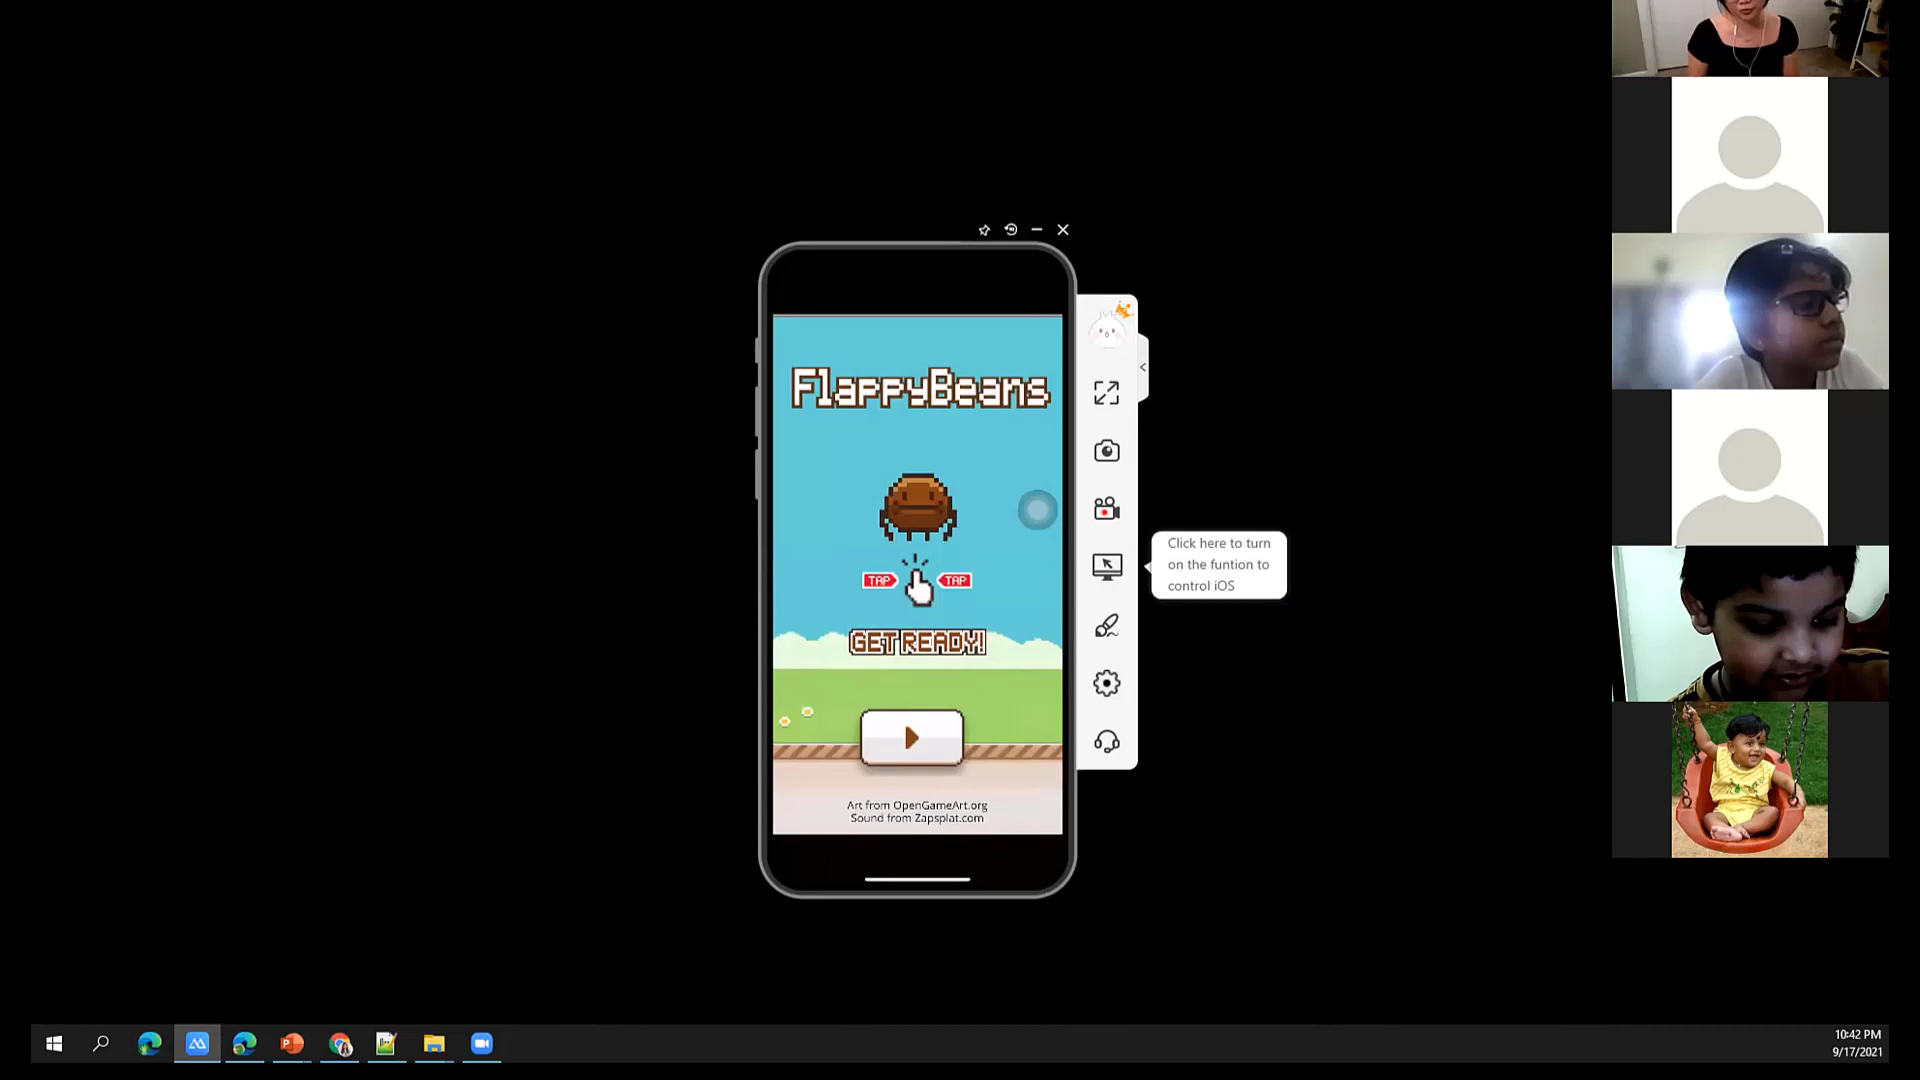 FlappyBeans
TAP TAP
GET READY!
Art from OpenGameArt.org
Sound from Zapsplat.com
Click here to turn
on the funtion to
control iOS
10:42 PM
9/17/2021